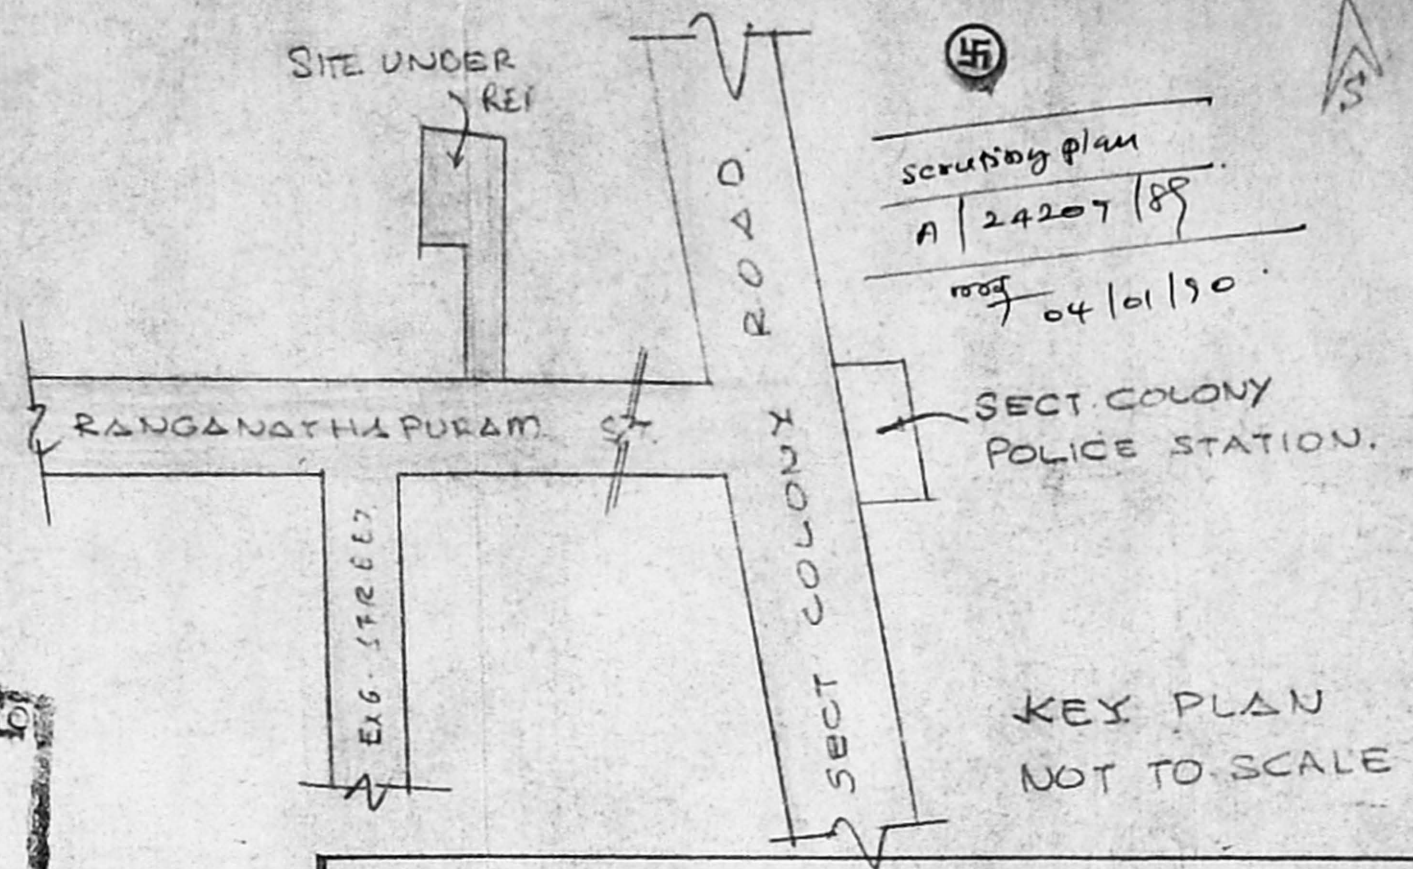 SITE UNDER
REF
scrutiny plan
A | 24207 /89
04/01/90
ROAD
SECT COLONY
RANGANATHAPURAM ST.
SECT. COLONY
POLICE STATION.
EXG. STREET
KEY PLAN
NOT TO SCALE
S